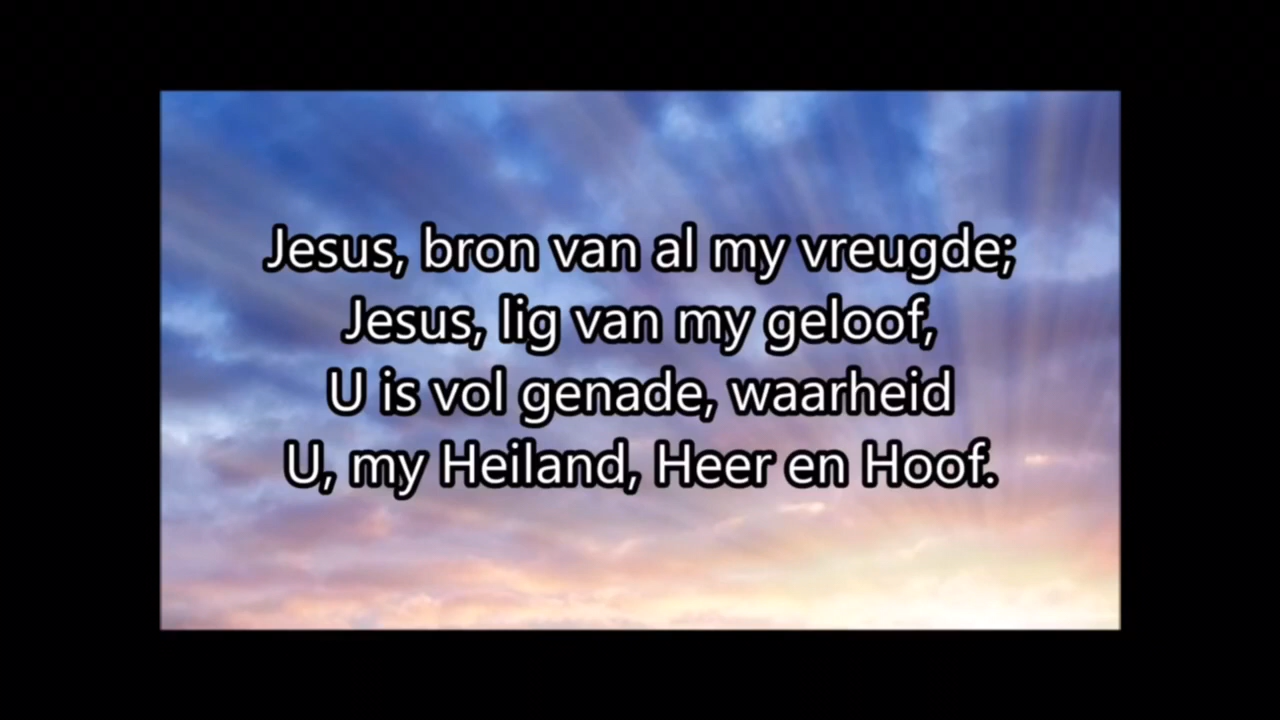 Jesus, bron van al my vreugde;
Jesus, lig van my geloof,
U is vol genade, waarheid
U, my Heiland, Heer en Hoof.